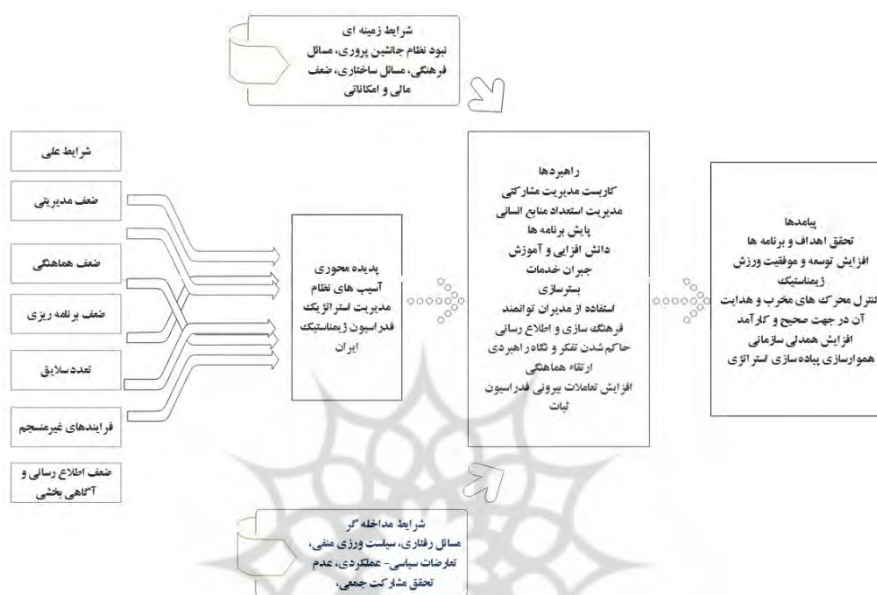 شرایط زمینه ای
نبود نظام جانشین پروری، مسائل
فرهنگی، مسائل ساختاری، ضعف
مالی و امکاناتی
شرایط علی
ضعف مدیریتی
ضعف هماهنگی
ضعف برنامه ریزی
تعددسلایق
فرایندهای غیرمنسجم
ضعف اطلاع رسانی و
آگاهی بخشی
پدیده محوری
آسیب های نظام
مدیریت استراتژیک
فدراسیون ژیمناستیک
ایران
راهبردها
کاربست مدیریت مشارکتی
مدیریت استعداد منابع انسانی
پایش برنامه ها
دانش افزایی و آموزش
جبران خدمات
بسترسازی
استفاده از مدیران توانمند
فرهنگ سازی و اطلاع رسانی
حاکم شدن تفکر و نگاه راهبردی
ارتقاء هماهنگی
افزایش تعاملات بیرونی فدراسیون
ثبات
پیامدها
تحقق اهداف و برنامه ها
افزایش توسعه و موفقیت ورزش
ژیمناستیک
کنترل محرک های مخرب و هدایت
آن در جهت صحیح و کارآمد
افزایش همدلی سازمانی
هموارسازی پیاده سازی استراتژی
شرایط مداخله گر
مسائل رفتاری، سیاست ورزی منفی،
تعارضات سیاسی- عملکردی، عدم
تحقق مشارکت جمعی،